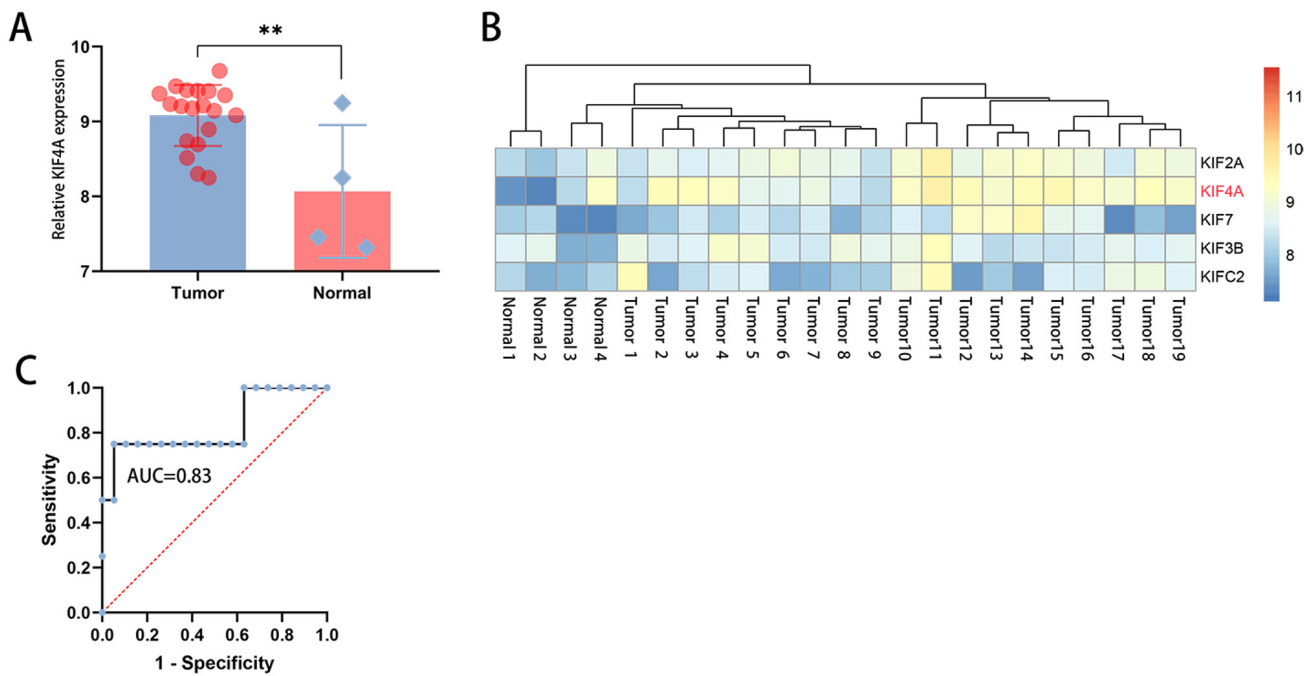 A
**
Relative KIF4A expression
10
9
8
7
Tumor
Normal
B
KIF2A
KIF4A
KIF7
KIF3B
KIFC2
Normal 1
Normal 2
Normal 3
Normal 4
Tumor 1
Tumor 2
Tumor 3
Tumor 4
Tumor 5
Tumor 6
Tumor 7
Tumor 8
Tumor 9
Tumor10
Tumor11
Tumor12
Tumor13
Tumor14
Tumor15
Tumor16
Tumor17
Tumor18
Tumor19
11
10
9
8
C
Sensitivity
1.0
0.8
0.6
0.4
0.2
0.0
AUC=0.83
0.0 0.2 0.4 0.6 0.8 1.0
1 - Specificity